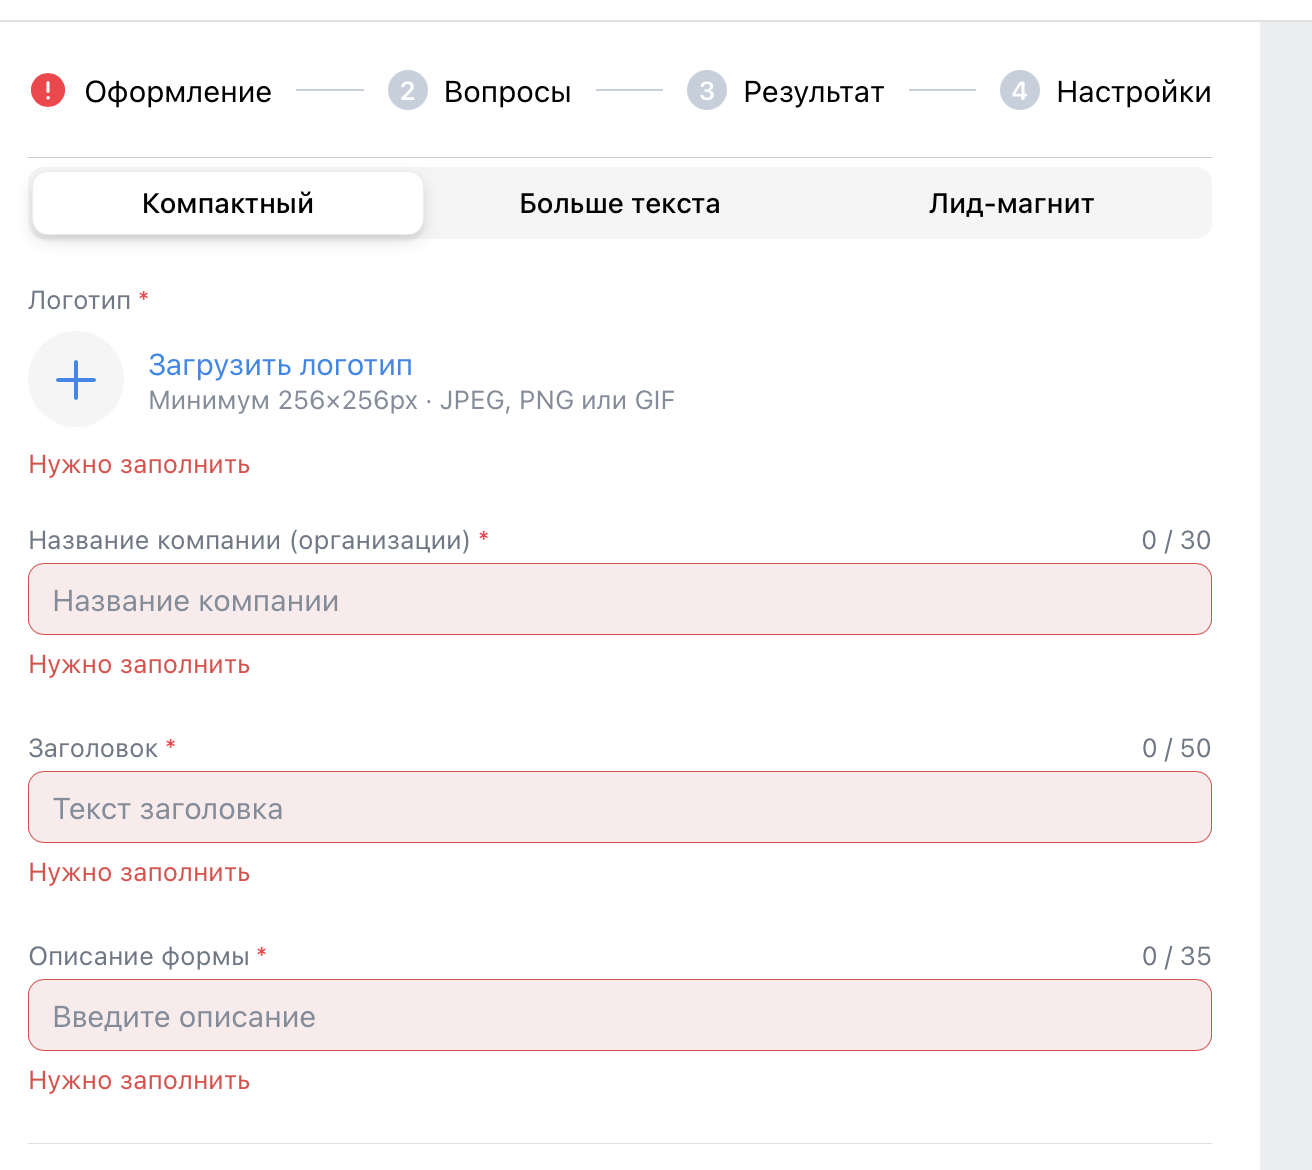 ! Оформление 2 Вопросы 3 Результат 4 Настройки
Компактный Больше текста Лид-магнит
Логотип *
Загрузить логотип
Минимум 256×256px · JPEG, PNG или GIF
Нужно заполнить
Название компании (организации) * 0 / 30
Название компании
Нужно заполнить
Заголовок * 0 / 50
Текст заголовка
Нужно заполнить
Описание формы * 0 / 35
Введите описание
Нужно заполнить